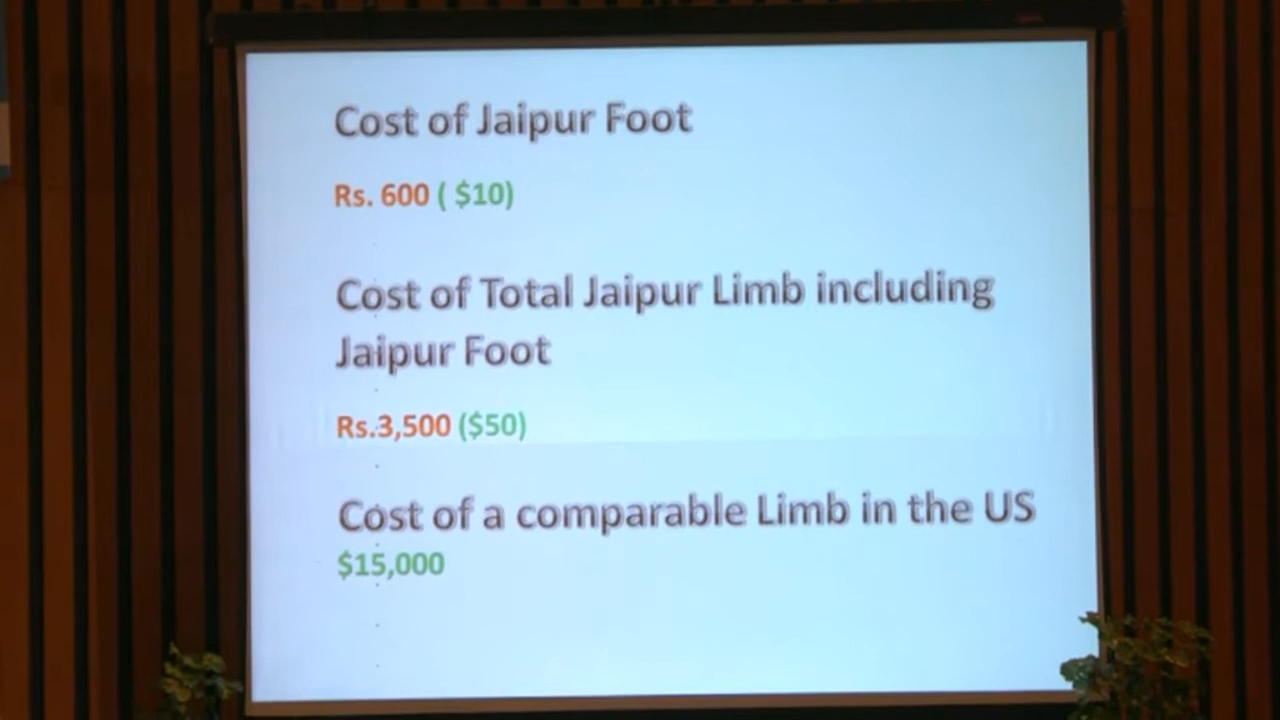 Cost of Jaipur Foot
Rs. 600 ( $10)
Cost of Total Jaipur Limb including
Jaipur Foot
Rs.3,500 ($50)
Cost of a comparable Limb in the US
$15,000